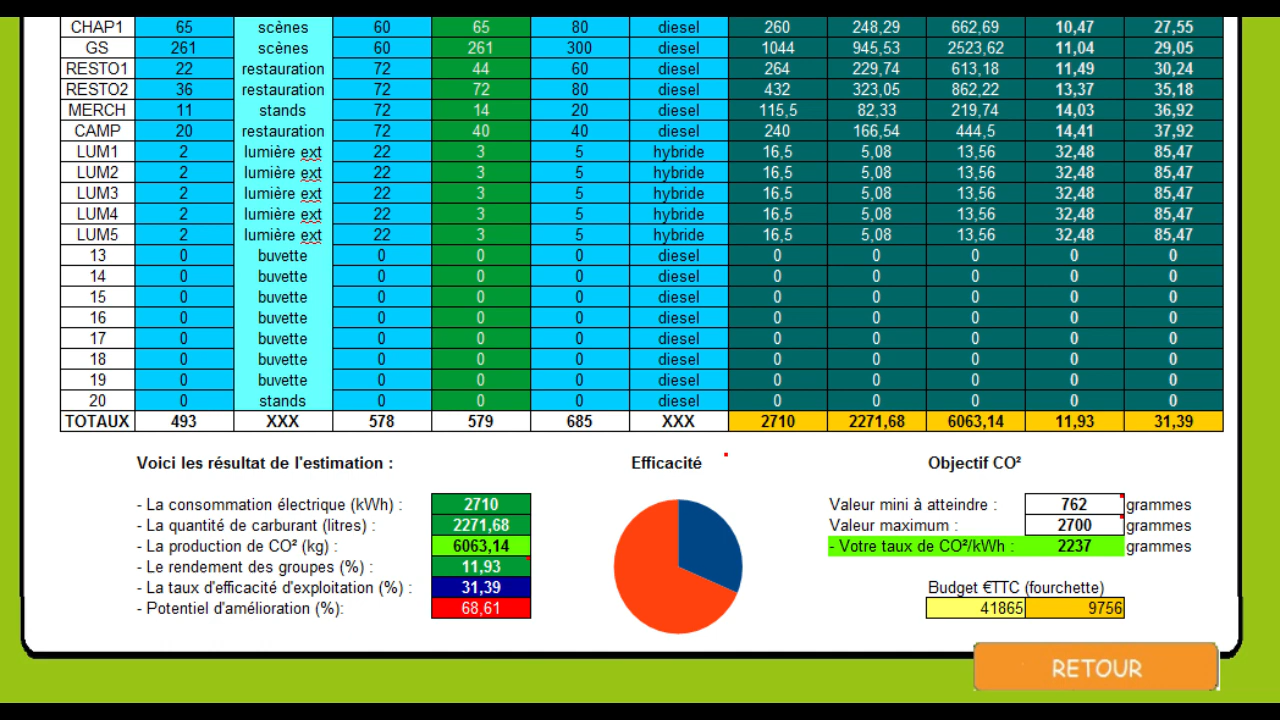 CHAP1 65 scènes 60 65 80 diesel 260 248,29 662,69 10,47 27,55
GS 261 scènes 60 261 300 diesel 1044 945,53 2523,62 11,04 29,05
RESTO1 22 restauration 72 44 60 diesel 264 229,74 613,18 11,49 30,24
RESTO2 36 restauration 72 72 80 diesel 432 323,05 862,22 13,37 35,18
MERCH 11 stands 72 14 20 diesel 115,5 82,33 219,74 14,03 36,92
CAMP 20 restauration 72 40 40 diesel 240 166,54 444,5 14,41 37,92
LUM1 2 lumière ext 22 3 5 hybride 16,5 5,08 13,56 32,48 85,47
LUM2 2 lumière ext 22 3 5 hybride 16,5 5,08 13,56 32,48 85,47
LUM3 2 lumière ext 22 3 5 hybride 16,5 5,08 13,56 32,48 85,47
LUM4 2 lumière ext 22 3 5 hybride 16,5 5,08 13,56 32,48 85,47
LUM5 2 lumière ext 22 3 5 hybride 16,5 5,08 13,56 32,48 85,47
13 0 buvette 0 0 0 diesel 0 0 0 0 0
14 0 buvette 0 0 0 diesel 0 0 0 0 0
15 0 buvette 0 0 0 diesel 0 0 0 0 0
16 0 buvette 0 0 0 diesel 0 0 0 0 0
17 0 buvette 0 0 0 diesel 0 0 0 0 0
18 0 buvette 0 0 0 diesel 0 0 0 0 0
19 0 buvette 0 0 0 diesel 0 0 0 0 0
20 0 stands 0 0 0 diesel 0 0 0 0 0
TOTAUX 493 XXX 578 579 685 XXX 2710 2271,68 6063,14 11,93 31,39
Voici les résultat de l'estimation : Efficacité Objectif CO²
- La consommation électrique (kWh) : 2710 Valeur mini à atteindre : 762 grammes
- La quantité de carburant (litres) : 2271,68 Valeur maximum : 2700 grammes
- La production de CO² (kg) : 6063,14 - Votre taux de CO²/kWh : 2237 grammes
- Le rendement des groupes (%) : 11,93
- La taux d'efficacité d'exploitation (%) : 31,39 Budget €TTC (fourchette)
- Potentiel d'amélioration (%): 68,61 41865 9756
RETOUR